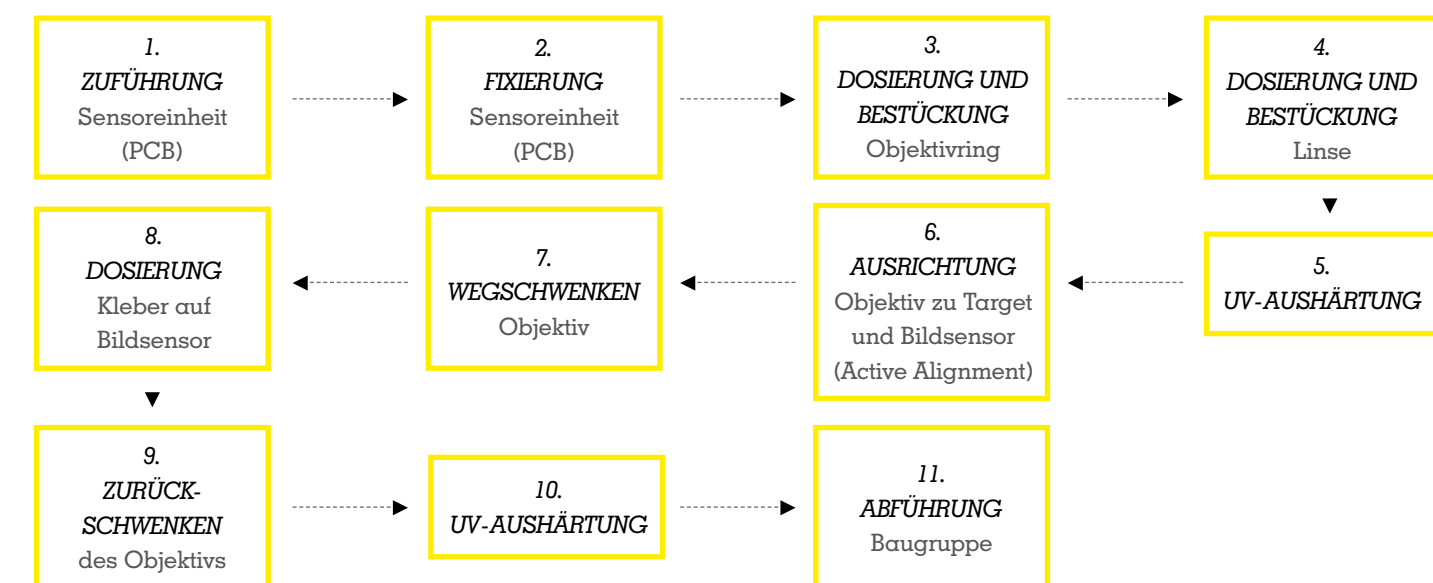 1.
ZUFÜHRUNG
Sensoreinheit
(PCB)
2.
FIXIERUNG
Sensoreinheit
(PCB)
3.
DOSIERUNG UND
BESTÜCKUNG
Objektivring
4.
DOSIERUNG UND
BESTÜCKUNG
Linse
5.
UV-AUSHÄRTUNG
6.
AUSRICHTUNG
Objektiv zu Target
und Bildsensor
(Active Alignment)
7.
WEGSCHWENKEN
Objektiv
8.
DOSIERUNG
Kleber auf
Bildsensor
9.
ZURÜCK-
SCHWENKEN
des Objektivs
10.
UV-AUSHÄRTUNG
11.
ABFÜHRUNG
Baugruppe